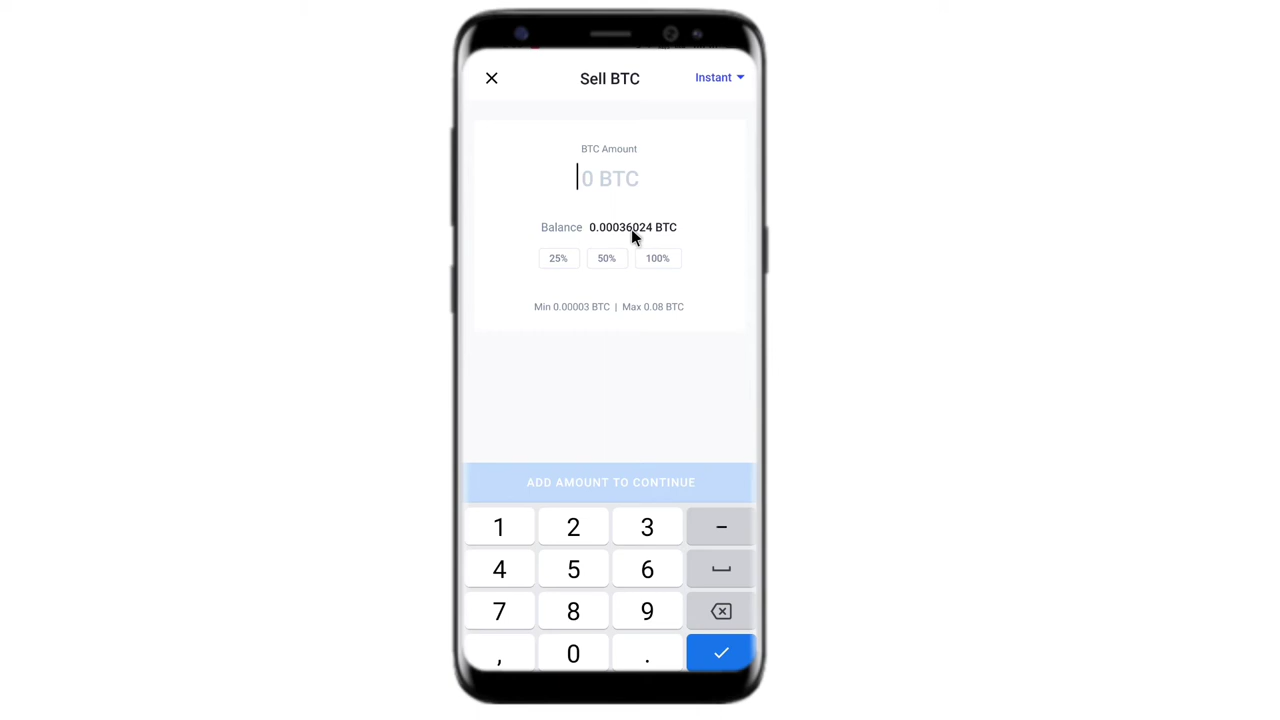 Sell BTC
Instant
BTC Amount
0 BTC
Balance 0.00036024 BTC
25% 50% 100%
Min 0.00003 BTC | Max 0.08 BTC
ADD AMOUNT TO CONTINUE
1 2 3 –
4 5 6
7 8 9
, 0 .